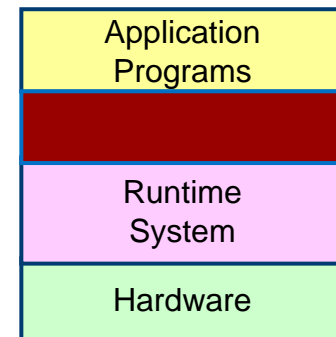 Application
Programs
Runtime
System
Hardware